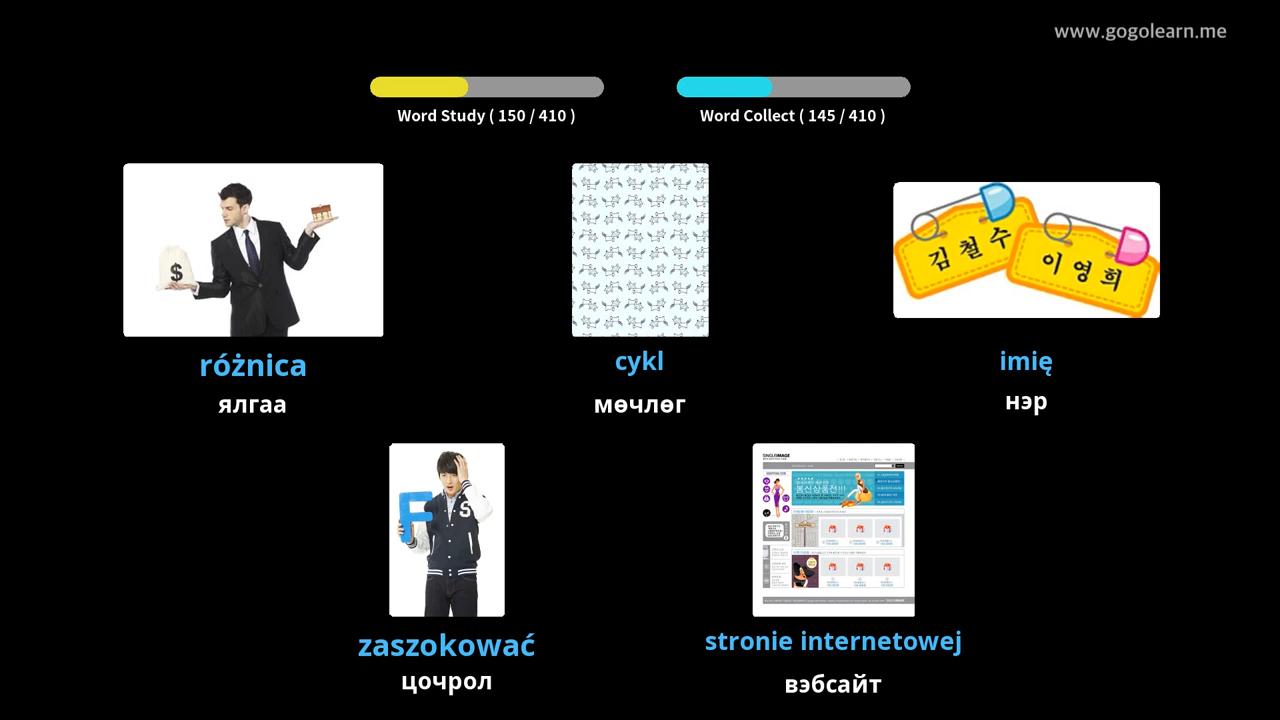 www.gogolearn.me
Word Study ( 150 / 410 )
Word Collect ( 145 / 410 )
$
김철수
이영희
różnica
cykl
imię
ялгаа
мөчлөг
нэр
F
S
zaszokować
stronie internetowej
цочрол
вэбсайт